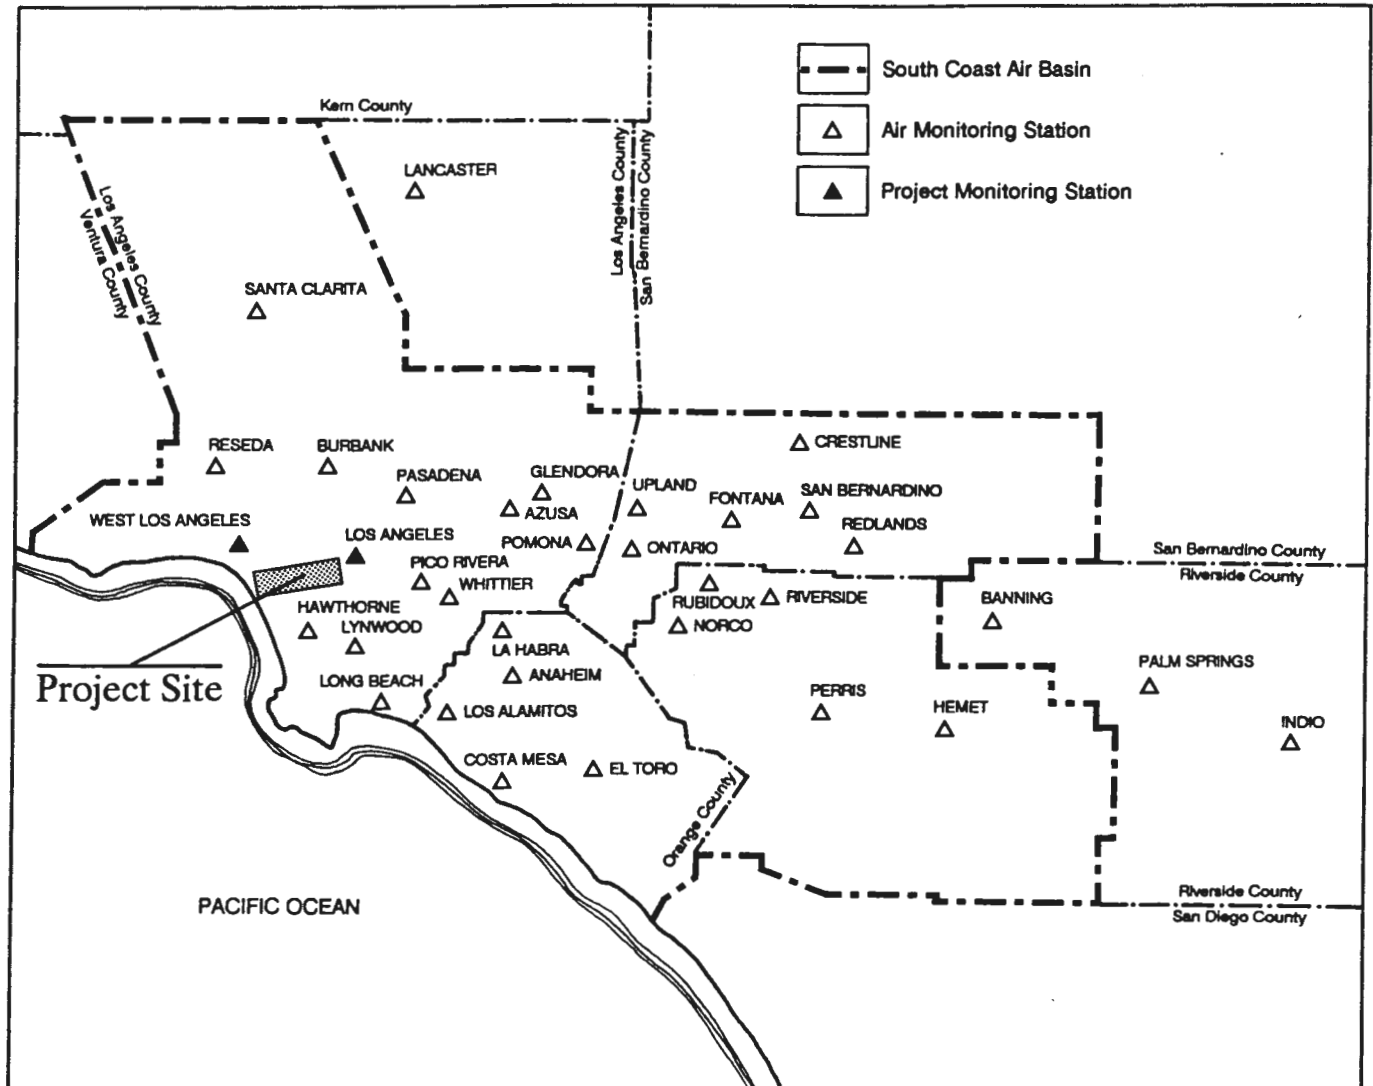 South Coast Air Basin
Kern County
Air Monitoring Station
LANCASTER
Los Angeles County
San Bernardino County
Project Monitoring Station
Los Angeles County
Ventura County
SANTA CLARITA
RESEDA
BURBANK
CRESTLINE
PASADENA
GLENDORA
UPLAND
FONTANA
SAN BERNARDINO
AZUSA
WEST LOS ANGELES
LOS ANGELES
POMONA
ONTARIO
REDLANDS
San Bernardino County
Riverside County
PICO RIVERA
WHITTIER
RUBIDOUX
RIVERSIDE
BANNING
HAWTHORNE
LYNWOOD
NORCO
LA HABRA
PALM SPRINGS
Project Site
LONG BEACH
ANAHEIM
PERRIS
HEMET
LOS ALAMITOS
INDIO
COSTA MESA
EL TORO
Orange County
PACIFIC OCEAN
Riverside County
San Diego County